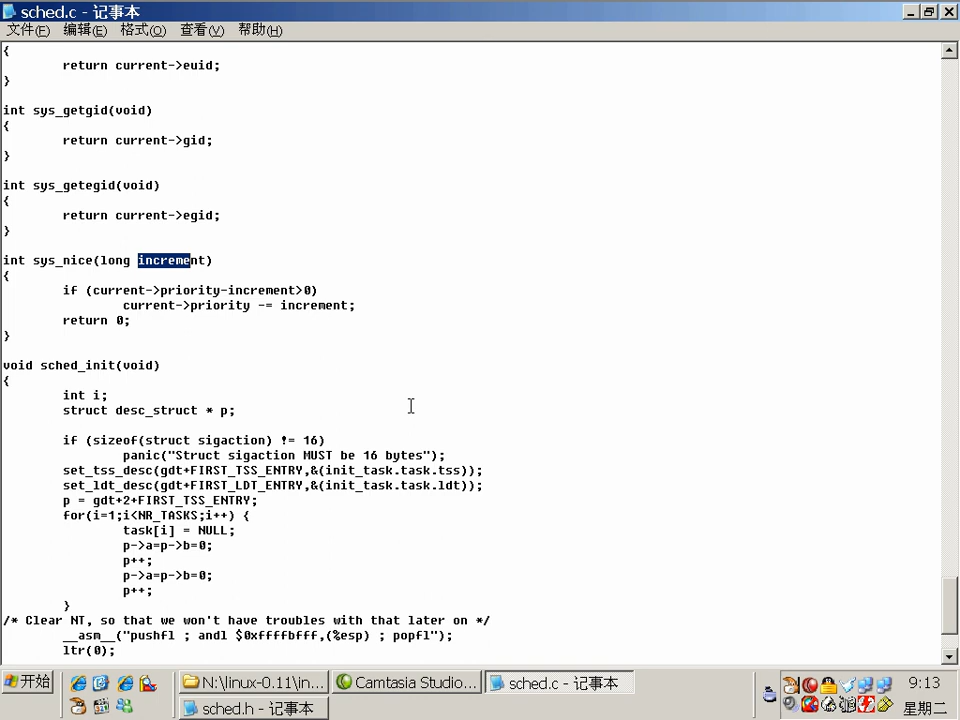 sched.c - 记事本
文件(F) 编辑(E) 格式(O) 查看(V) 帮助(H)
{
return current->euid;
}
int sys_getgid(void)
{
return current->gid;
}
int sys_getegid(void)
{
return current->egid;
}
int sys_nice(long increment)
{
if (current->priority-increment>0)
current->priority -= increment;
return 0;
}
void sched_init(void)
{
int i;
struct desc_struct * p;
if (sizeof(struct sigaction) != 16)
panic("Struct sigaction MUST be 16 bytes");
set_tss_desc(gdt+FIRST_TSS_ENTRY,&(init_task.task.tss));
set_ldt_desc(gdt+FIRST_LDT_ENTRY,&(init_task.task.ldt));
p = gdt+2+FIRST_TSS_ENTRY;
for(i=1;i<NR_TASKS;i++) {
task[i] = NULL;
p->a=p->b=0;
p++;
p->a=p->b=0;
p++;
}
/* Clear NT, so that we won't have troubles with that later on */
__asm__("pushfl ; andl $0xffffbfff,(%esp) ; popfl");
ltr(0);
开始 N:\linux-0.11\in... Camtasia Studio... sched.c - 记事本 9:13
sched.h - 记事本 星期二